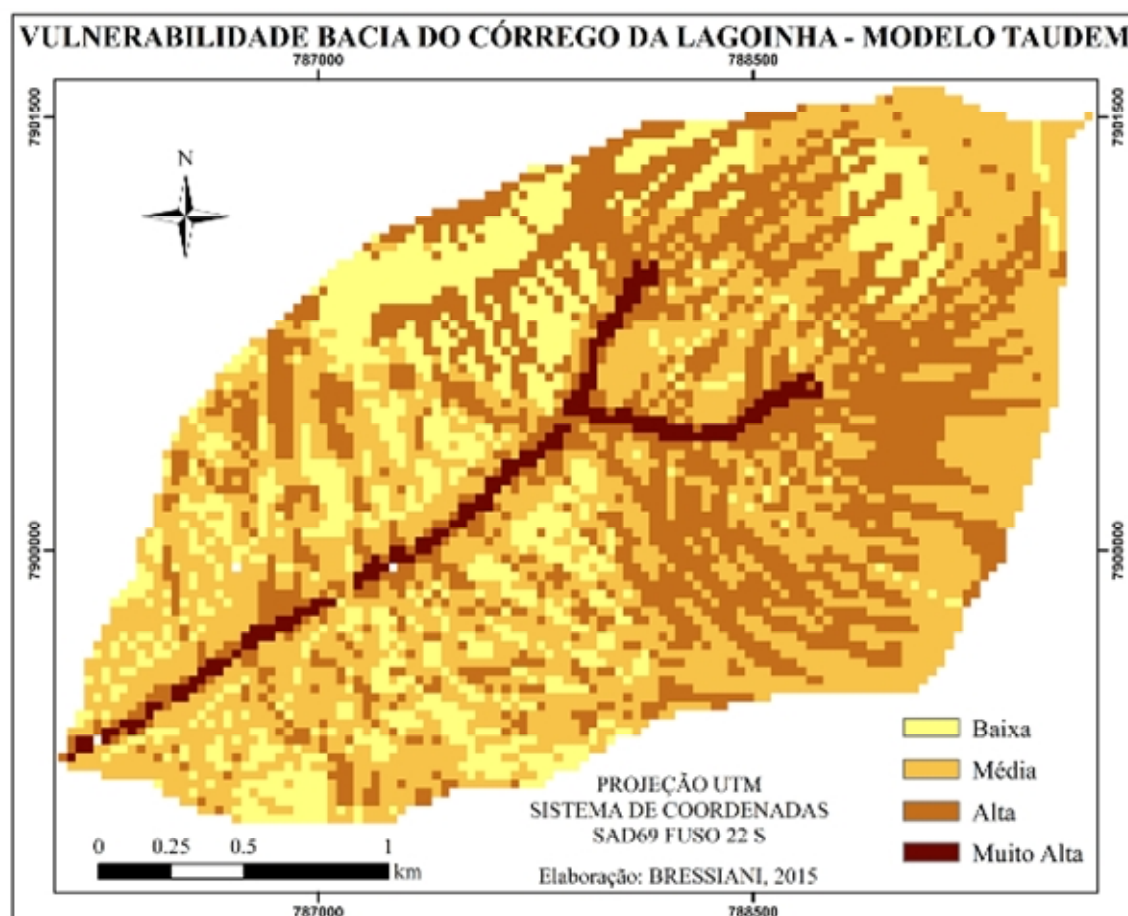 VULNERABILIDADE BACIA DO CÓRREGO DA LAGOINHA - MODELO TAUDEM
787000 788500
7901500 7901500
N
7900000 7900000
Baixa
Média
Alta
Muito Alta
PROJEÇÃO UTM
SISTEMA DE COORDENADAS
SAD69 FUSO 22 S
Elaboração: BRESSIANI, 2015
0 0.25 0.5 1
km
787000 788500